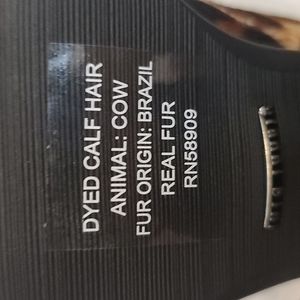 DYED CALF HAIR
ANIMAL: COW
FUR ORIGIN: BRAZIL
REAL FUR
RN58909